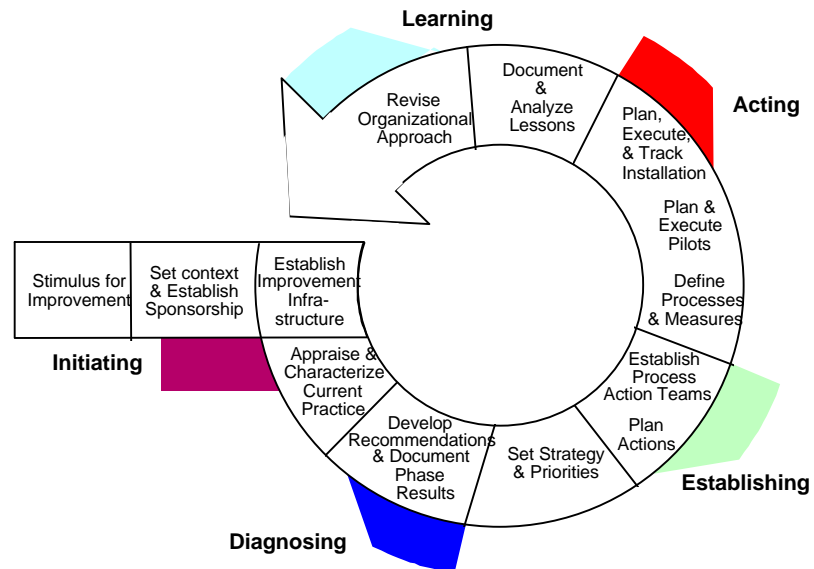 Learning
Document
&
Analyze
Lessons
Revise
Organizational
Approach
Acting
Plan,
Execute,
& Track
Installation
Plan &
Execute
Pilots
Define
Processes
& Measures
Stimulus for
Improvement
Set context
& Establish
Sponsorship
Establish
Improvement
Infra-
structure
Initiating
Appraise &
Characterize
Current
Practice
Develop
Recommendations
& Document
Phase
Results
Set Strategy
& Priorities
Establish
Process
Action Teams
Plan
Actions
Establishing
Diagnosing